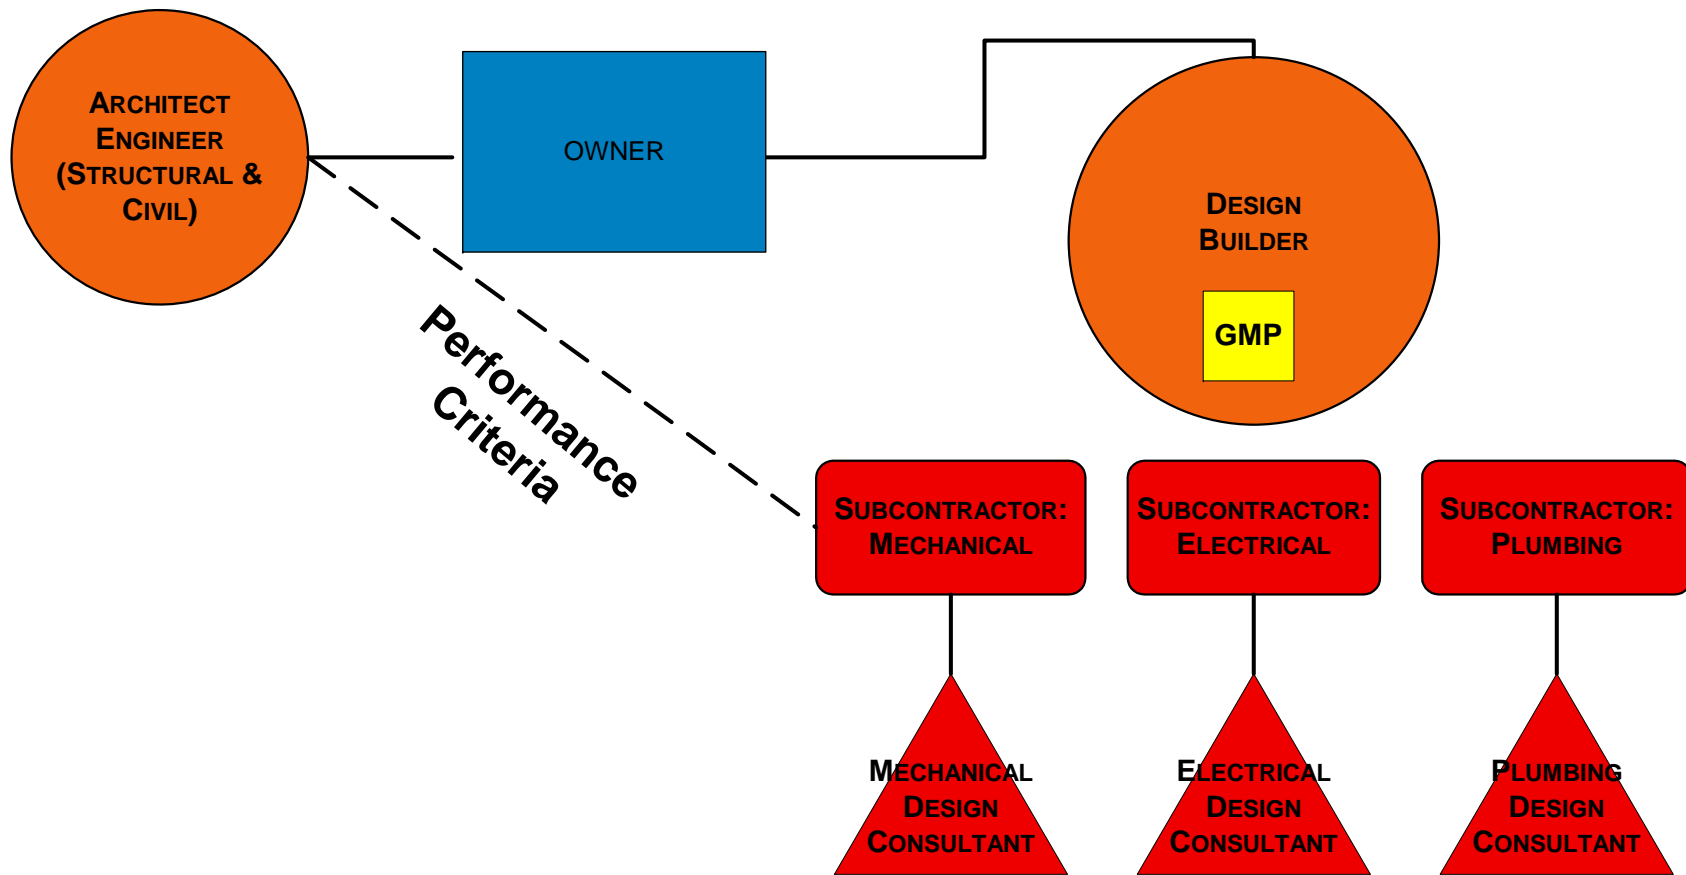 ARCHITECT
ENGINEER
(STRUCTURAL &
CIVIL)
OWNER
DESIGN
BUILDER
GMP
Performance
Criteria
SUBCONTRACTOR:
MECHANICAL
SUBCONTRACTOR:
ELECTRICAL
SUBCONTRACTOR:
PLUMBING
MECHANICAL
DESIGN
CONSULTANT
ELECTRICAL
DESIGN
CONSULTANT
PLUMBING
DESIGN
CONSULTANT